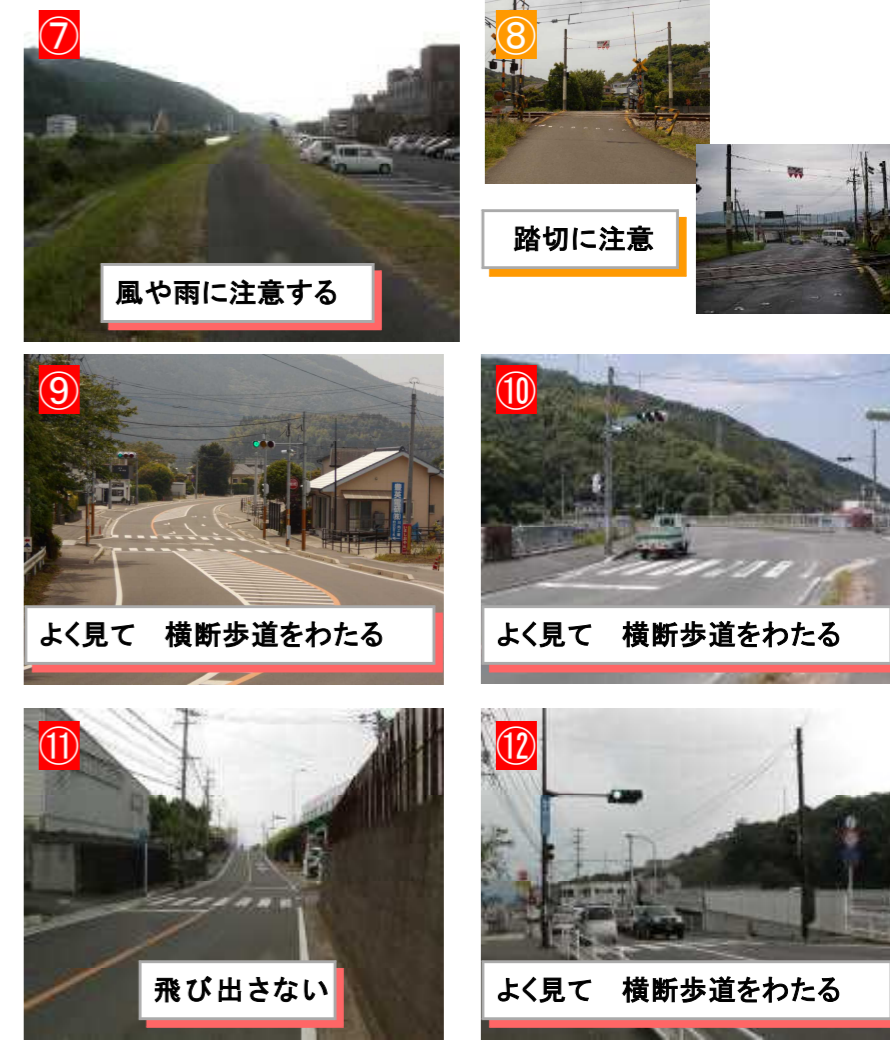 ⑦
風や雨に注意する
⑧
踏切に注意
⑨
よく見て　横断歩道をわたる
⑩
よく見て　横断歩道をわたる
⑪
飛び出さない
⑫
よく見て　横断歩道をわたる